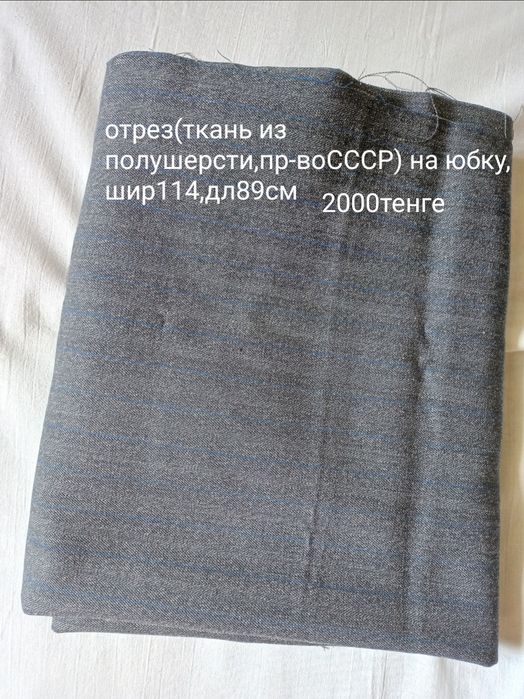 отрез(ткань из
полушерсти,пр-воСССР) на юбку,
шир114,дл89см
2000тенге